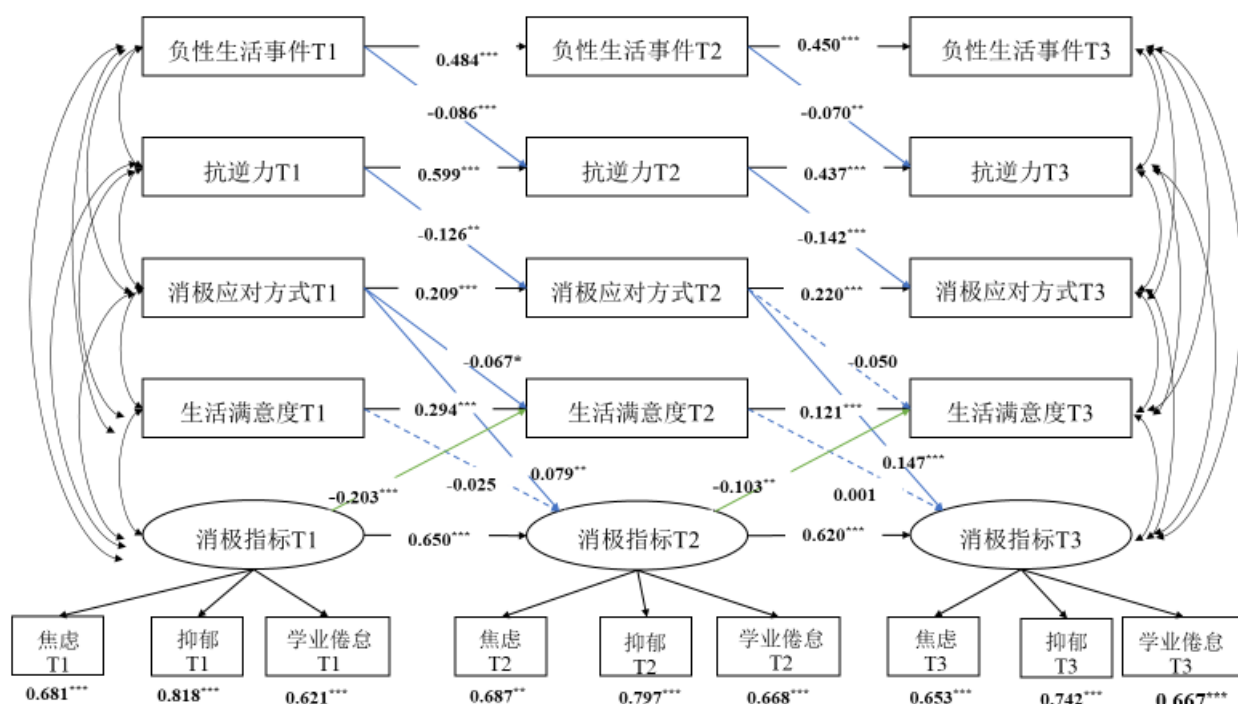 负性生活事件T1
负性生活事件T2
负性生活事件T3
0.484***
0.450***
-0.086***
-0.070**
抗逆力T1
抗逆力T2
抗逆力T3
0.599***
0.437***
-0.126**
-0.142***
消极应对方式T1
消极应对方式T2
消极应对方式T3
0.209***
0.220***
-0.067*
-0.050
生活满意度T1
生活满意度T2
生活满意度T3
0.294***
0.121***
-0.203***
-0.025
0.079**
-0.103**
0.001
0.147***
消极指标T1
消极指标T2
消极指标T3
0.650***
0.620***
焦虑
T1
抑郁
T1
学业倦怠
T1
焦虑
T2
抑郁
T2
学业倦怠
T2
焦虑
T3
抑郁
T3
学业倦怠
T3
0.681***
0.818***
0.621***
0.687**
0.797***
0.668***
0.653***
0.742***
0.667***